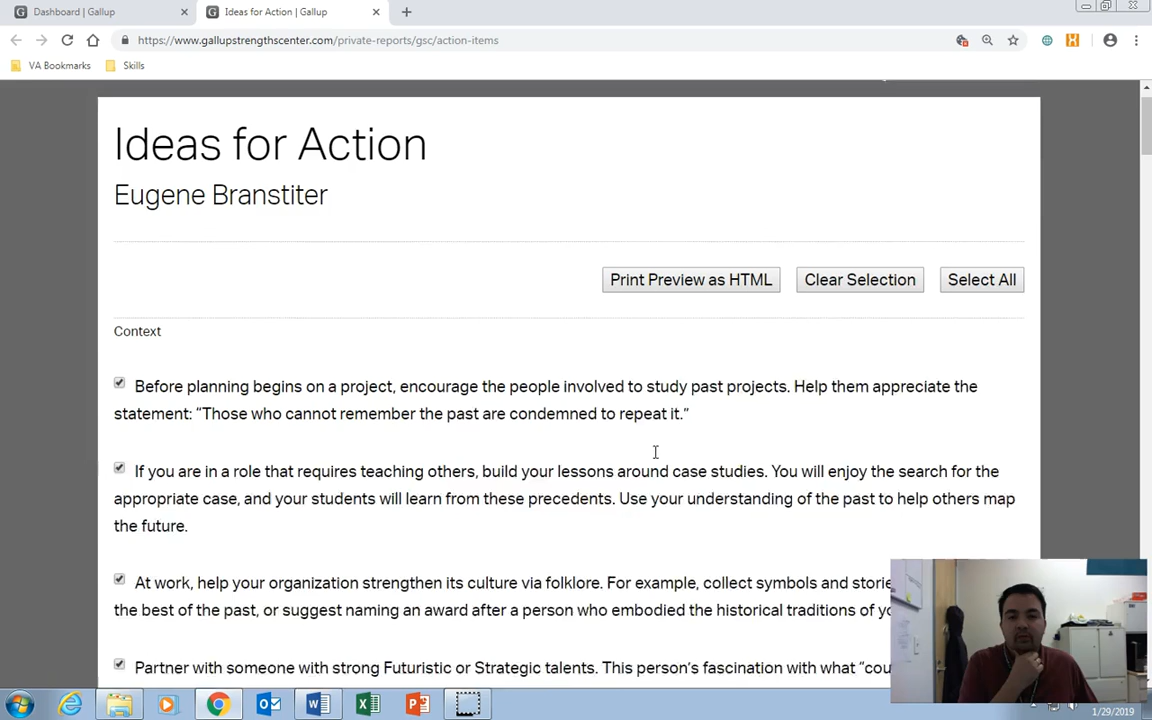 Dashboard | Gallup
Ideas for Action | Gallup
https://www.gallupstrengthscenter.com/private-reports/gsc/action-items
VA Bookmarks Skills
Ideas for Action
Eugene Branstiter
Print Preview as HTML Clear Selection Select All
Context
Before planning begins on a project, encourage the people involved to study past projects. Help them appreciate the
statement: “Those who cannot remember the past are condemned to repeat it.”
If you are in a role that requires teaching others, build your lessons around case studies. You will enjoy the search for the
appropriate case, and your students will learn from these precedents. Use your understanding of the past to help others map
the future.
At work, help your organization strengthen its culture via folklore. For example, collect symbols and
the best of the past, or suggest naming an award after a person who embodied the historical traditions of
Partner with someone with strong Futuristic or Strategic talents. This person’s fascination with what
1/29/2019